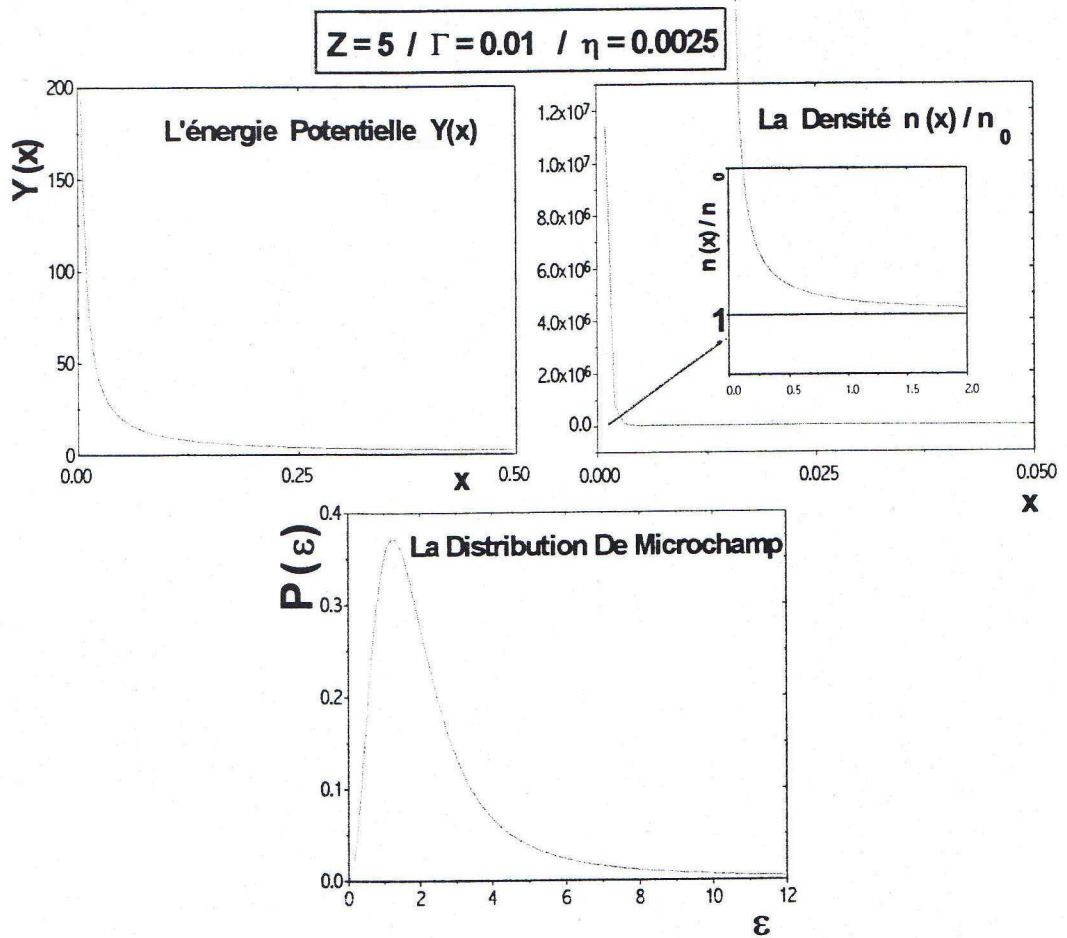 Z = 5 / Γ = 0.01 / η = 0.0025
L'énergie Potentielle Y(x)
Y(x)
200
150
100
50
0
0.00
0.25
x
0.50
La Densité n(x)/n₀
1.2x10⁷
1.0x10⁷
8.0x10⁶
6.0x10⁶
4.0x10⁶
2.0x10⁶
0.0
0.000
0.025
0.050
x
n(x)/n₀
1
0.0
0.5
1.0
1.5
2.0
La Distribution De Microchamp
P(ε)
0.4
0.3
0.2
0.1
0.0
0
2
4
6
8
10
12
ε